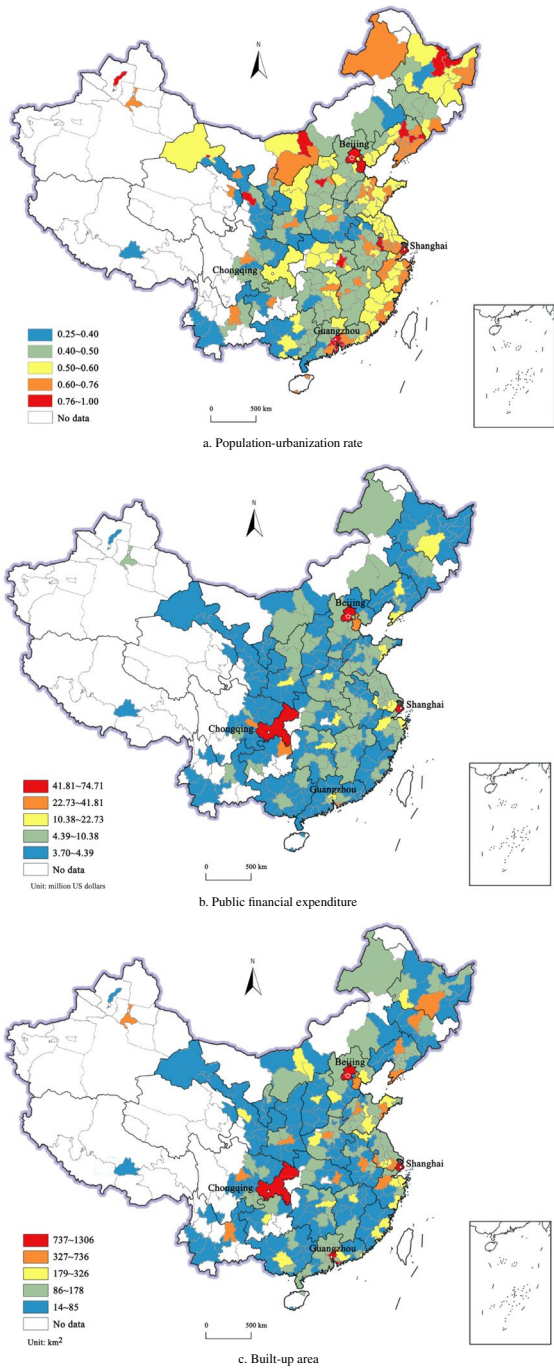 N
Beijing
Shanghai
Chongqing
Guangzhou
0.25~0.40
0.40~0.50
0.50~0.60
0.60~0.76
0.76~1.00
No data
0 500 km
a. Population-urbanization rate
N
Beijing
Shanghai
Chongqing
Guangzhou
41.81~74.71
22.73~41.81
10.38~22.73
4.39~10.38
3.70~4.39
No data
Unit: million US dollars
0 500 km
b. Public financial expenditure
N
Beijing
Shanghai
Chongqing
Guangzhou
737~1306
327~736
179~326
86~178
14~85
No data
Unit: km²
0 500 km
c. Built-up area